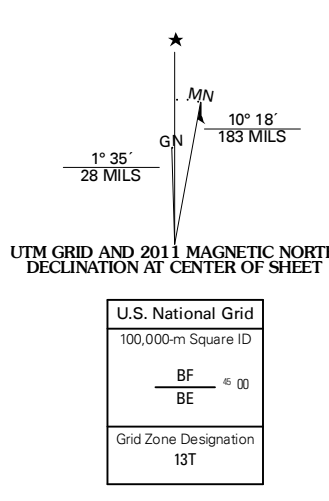 MN
10° 18´
183 MILS
GN
1° 35´
28 MILS
UTM GRID AND 2011 MAGNETIC NORTH
DECLINATION AT CENTER OF SHEET
U.S. National Grid
100,000-m Square ID
BF
45 00
BE
Grid Zone Designation
13T